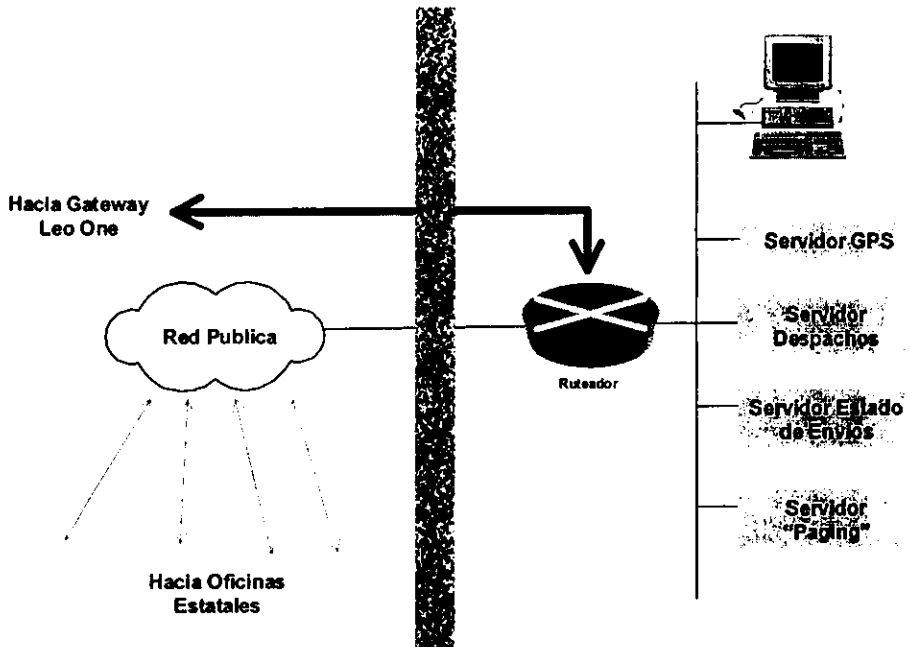 Hacia Gateway
Leo One
Red Publica
Hacia Oficinas
Estatales
Ruteador
Servidor GPS
Servidor
Despachos
Servidor Estado
de Envios
Servidor
"Paging"